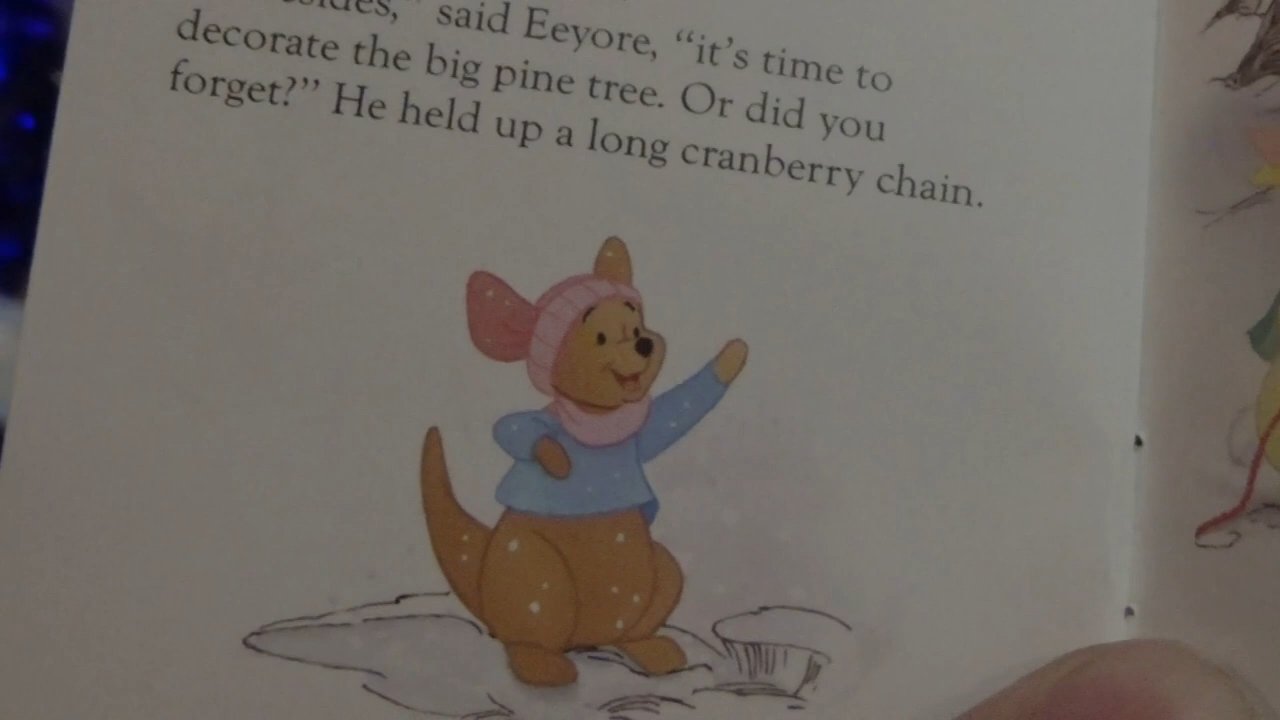 said Eeyore, “it’s time to
decorate the big pine tree. Or did you
forget?” He held up a long cranberry chain.